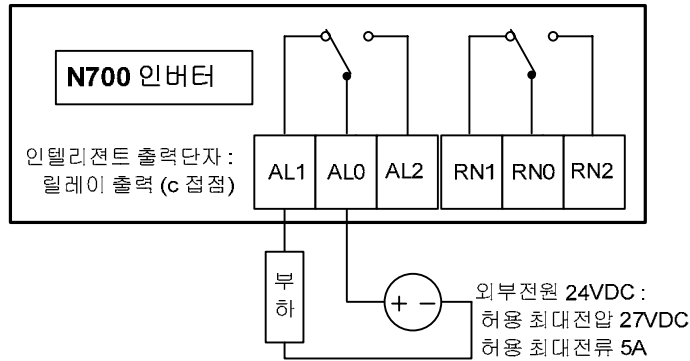 N700 인버터
인텔리젼트 출력단자 :
릴레이 출력 (c 접점)
AL1 AL0 AL2 RN1 RN0 RN2
부하
+ −
외부전원 24VDC :
허용 최대전압 27VDC
허용 최대전류 5A